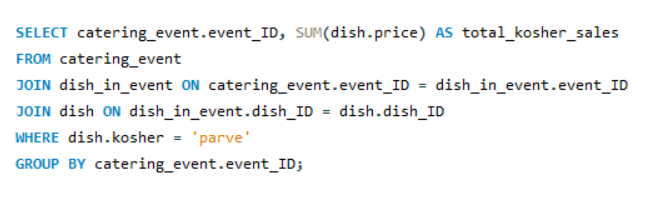 SELECT catering_event.event_ID, SUM(dish.price) AS total_kosher_sales
FROM catering_event
JOIN dish_in_event ON catering_event.event_ID = dish_in_event.event_ID
JOIN dish ON dish_in_event.dish_ID = dish.dish_ID
WHERE dish.kosher = 'parve'
GROUP BY catering_event.event_ID;